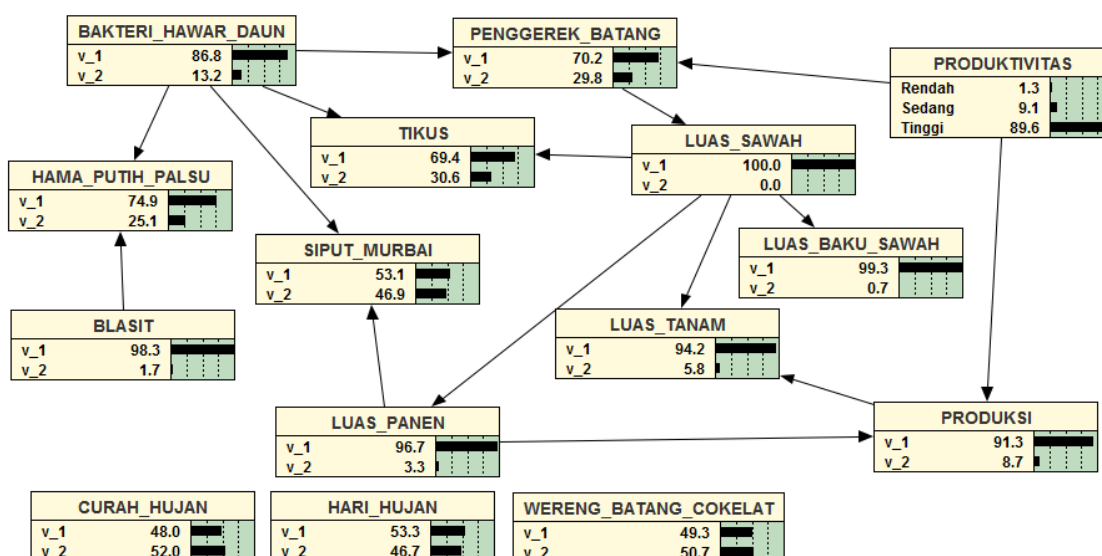 BAKTERI_HAWAR_DAUN
v_1 86.8
v_2 13.2
PENGGEREK_BATANG
v_1 70.2
v_2 29.8
PRODUKTIVITAS
Rendah 1.3
Sedang 9.1
Tinggi 89.6
TIKUS
v_1 69.4
v_2 30.6
LUAS_SAWAH
v_1 100.0
v_2 0.0
HAMA_PUTIH_PALSU
v_1 74.9
v_2 25.1
SIPUT_MURBAI
v_1 53.1
v_2 46.9
LUAS_BAKU_SAWAH
v_1 99.3
v_2 0.7
BLASIT
v_1 98.3
v_2 1.7
LUAS_TANAM
v_1 94.2
v_2 5.8
LUAS_PANEN
v_1 96.7
v_2 3.3
PRODUKSI
v_1 91.3
v_2 8.7
CURAH_HUJAN
v_1 48.0
v_2 52.0
HARI_HUJAN
v_1 53.3
v_2 46.7
WERENG_BATANG_COKELAT
v_1 49.3
v_2 50.7